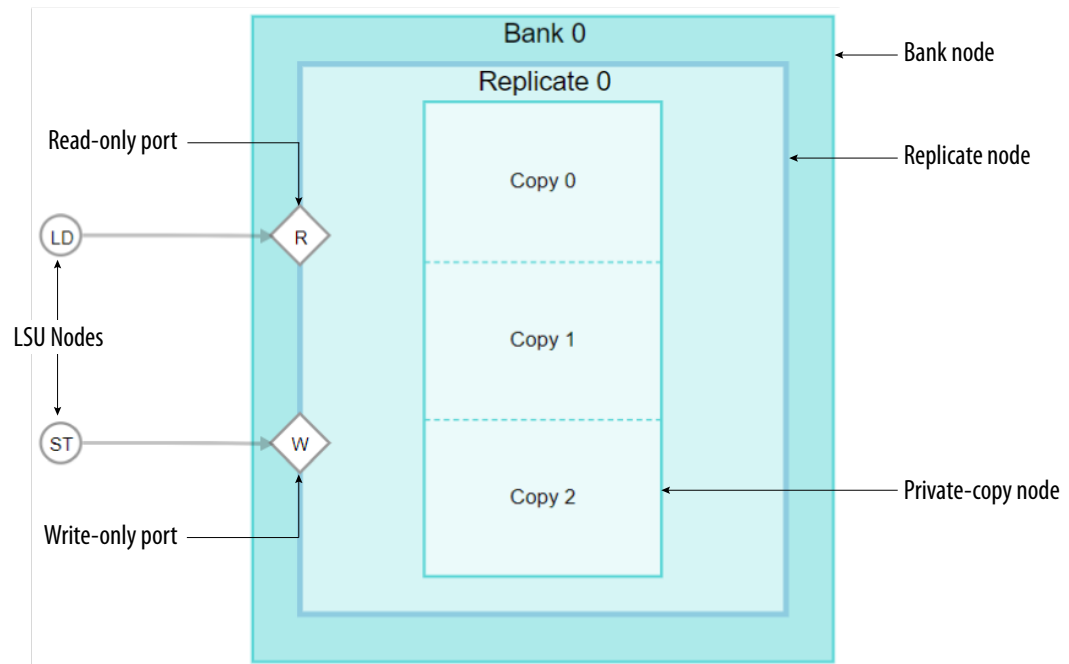 Bank 0
Bank node
Replicate 0
Read-only port
Replicate node
Copy 0
LD
R
LSU Nodes
Copy 1
ST
W
Copy 2
Private-copy node
Write-only port